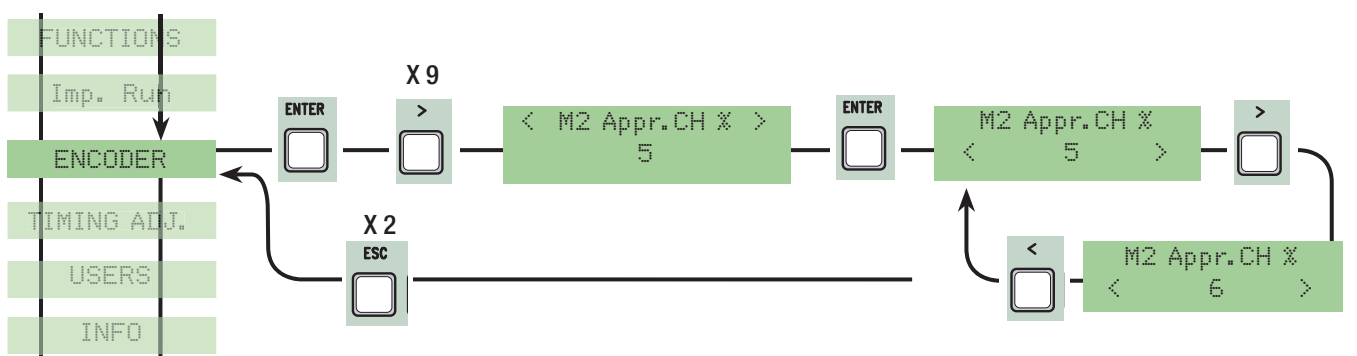 FUNCTIONS
Imp. Run
ENCODER
TIMING ADJ.
USERS
INFO
ENTER
X 9
>
< M2 Appr.CH % >
5
ENTER
M2 Appr.CH %
< 5 >
>
X 2
ESC
<
M2 Appr.CH %
< 6 >